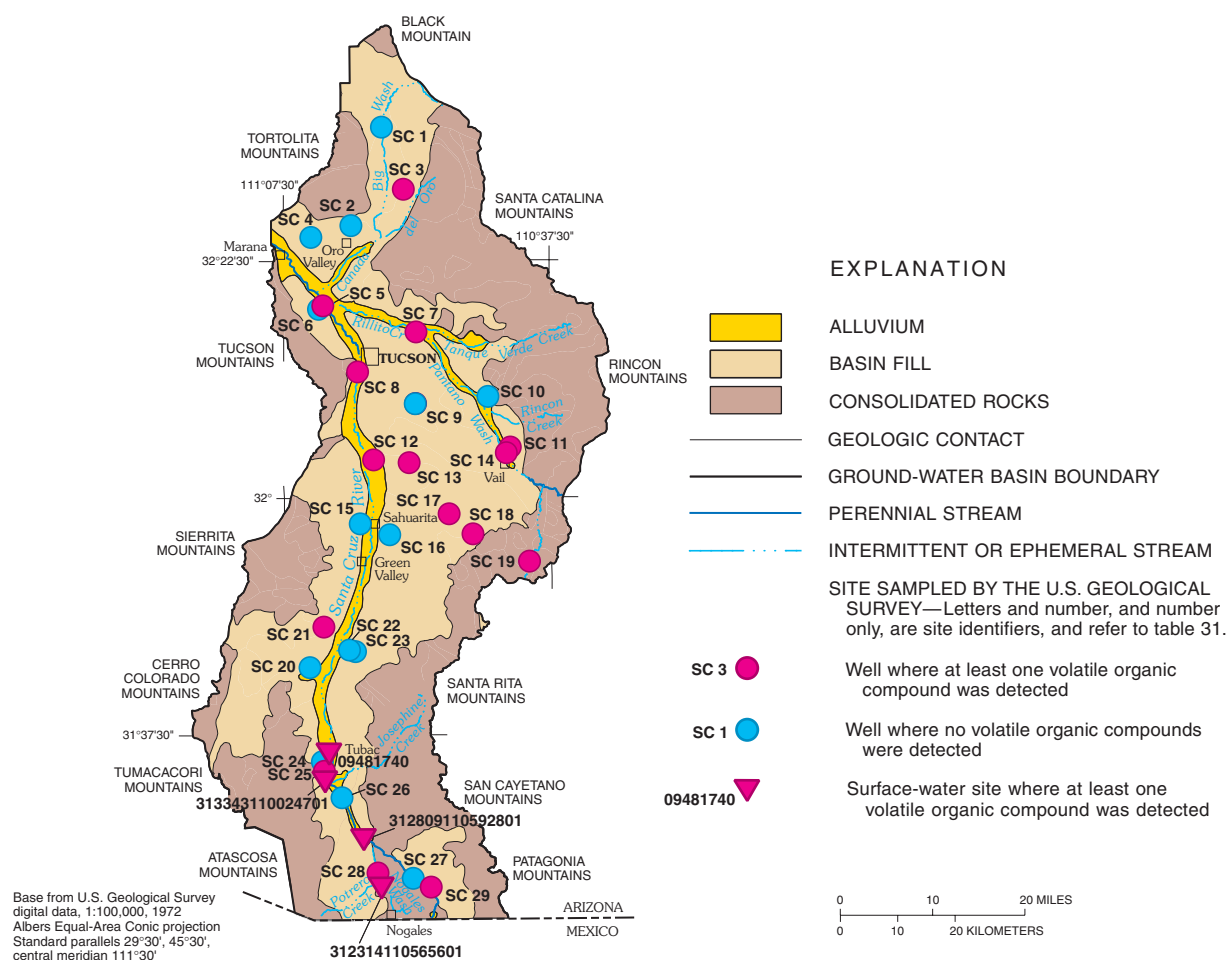 BLACK
MOUNTAIN
Wash
SC 1
TORTOLITA
MOUNTAINS
SC 3
111°07'30"
Big
SANTA CATALINA
MOUNTAINS
SC 2
del Oro
SC 4
110°37'30"
Marana
Oro
Valley
32°22'30"
Canada
SC 5
SC 7
SC 6
Rillito Cr
Tanque Verde Creek
TUCSON
MOUNTAINS
TUCSON
RINCON
MOUNTAINS
SC 8
Pantano
Wash
SC 10
SC 9
Rincon
Creek
SC 12
SC 11
SC 14
SC 13
Vail
32°
SC 17
SC 15
Sahuarita
SC 18
SIERRITA
MOUNTAINS
SC 16
Green
Valley
SC 19
Santa Cruz River
SC 22
SC 21
SC 23
SC 20
CERRO
COLORADO
MOUNTAINS
SANTA RITA
MOUNTAINS
Josephine
Creek
31°37'30"
Tubac
SC 24
09481740
SC 25
TUMACACORI
MOUNTAINS
313343110024701
SC 26
SAN CAYETANO
MOUNTAINS
312809110592801
ATASCOSA
MOUNTAINS
SC 28
SC 27
PATAGONIA
MOUNTAINS
Potrero
Creek
Nogales
Wash
SC 29
ARIZONA
MEXICO
Nogales
312314110565601
Base from U.S. Geological Survey
digital data, 1:100,000, 1972
Albers Equal-Area Conic projection
Standard parallels 29°30', 45°30',
central meridian 111°30'
EXPLANATION
ALLUVIUM
BASIN FILL
CONSOLIDATED ROCKS
GEOLOGIC CONTACT
GROUND-WATER BASIN BOUNDARY
PERENNIAL STREAM
INTERMITTENT OR EPHEMERAL STREAM
SITE SAMPLED BY THE U.S. GEOLOGICAL
SURVEY—Letters and number, and number
only, are site identifiers, and refer to table 31.
SC 3 Well where at least one volatile organic
compound was detected
SC 1 Well where no volatile organic compounds
were detected
09481740 Surface-water site where at least one
volatile organic compound was detected
0 10 20 MILES
0 10 20 KILOMETERS